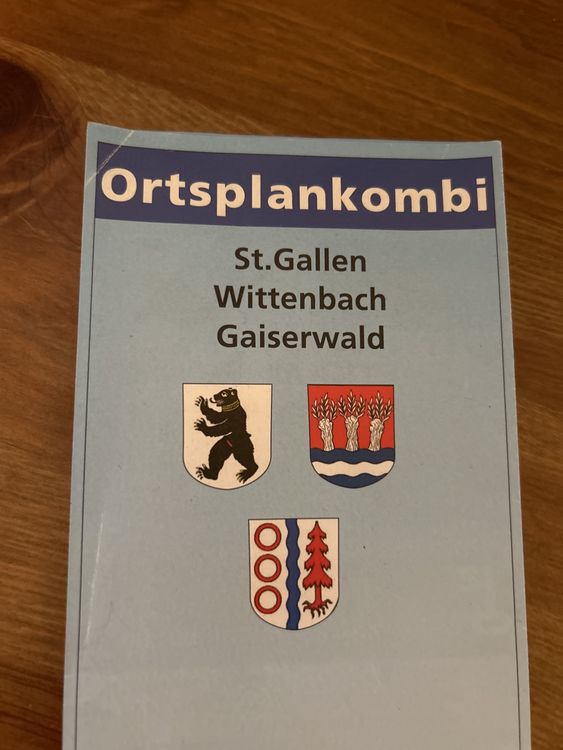 Ortsplankombi
St.Gallen
Wittenbach
Gaiserwald